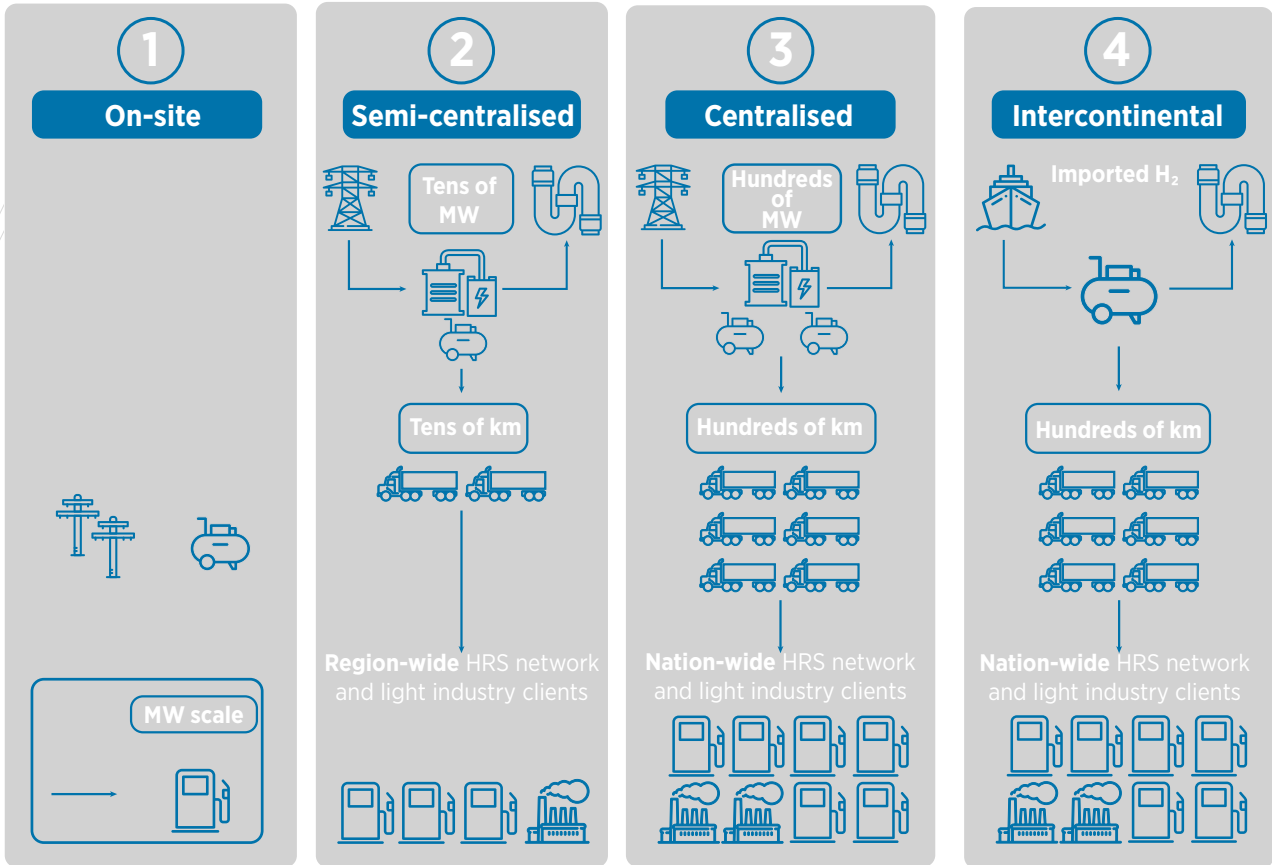 1
On-site
MW scale
2
Semi-centralised
Tens of
MW
Tens of km
Region-wide HRS network
and light industry clients
3
Centralised
Hundreds
of
MW
Hundreds of km
Nation-wide HRS network
and light industry clients
4
Intercontinental
Imported H₂
Hundreds of km
Nation-wide HRS network
and light industry clients